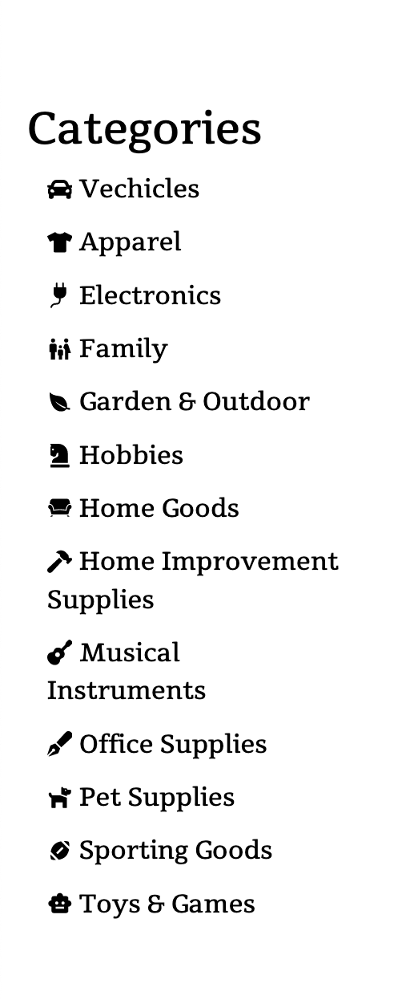 Categories
Vechicles
Apparel
Electronics
Family
Garden & Outdoor
Hobbies
Home Goods
Home Improvement
Supplies
Musical
Instruments
Office Supplies
Pet Supplies
Sporting Goods
Toys & Games